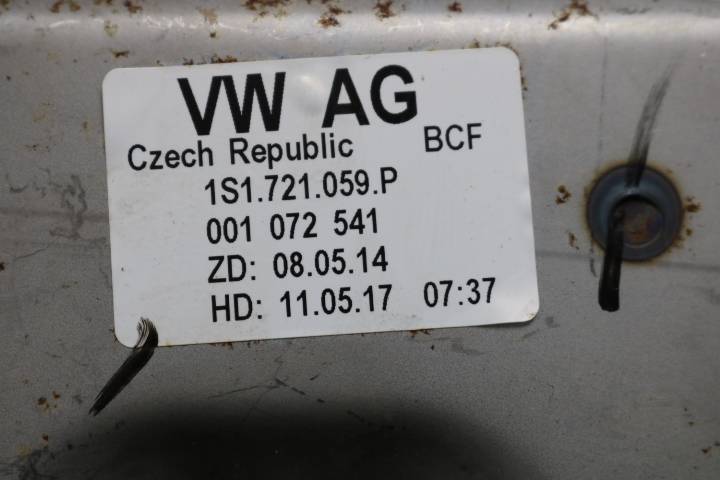 VW AG
Czech Republic BCF
1S1.721.059.P
001 072 541
ZD: 08.05.14
HD: 11.05.17 07:37